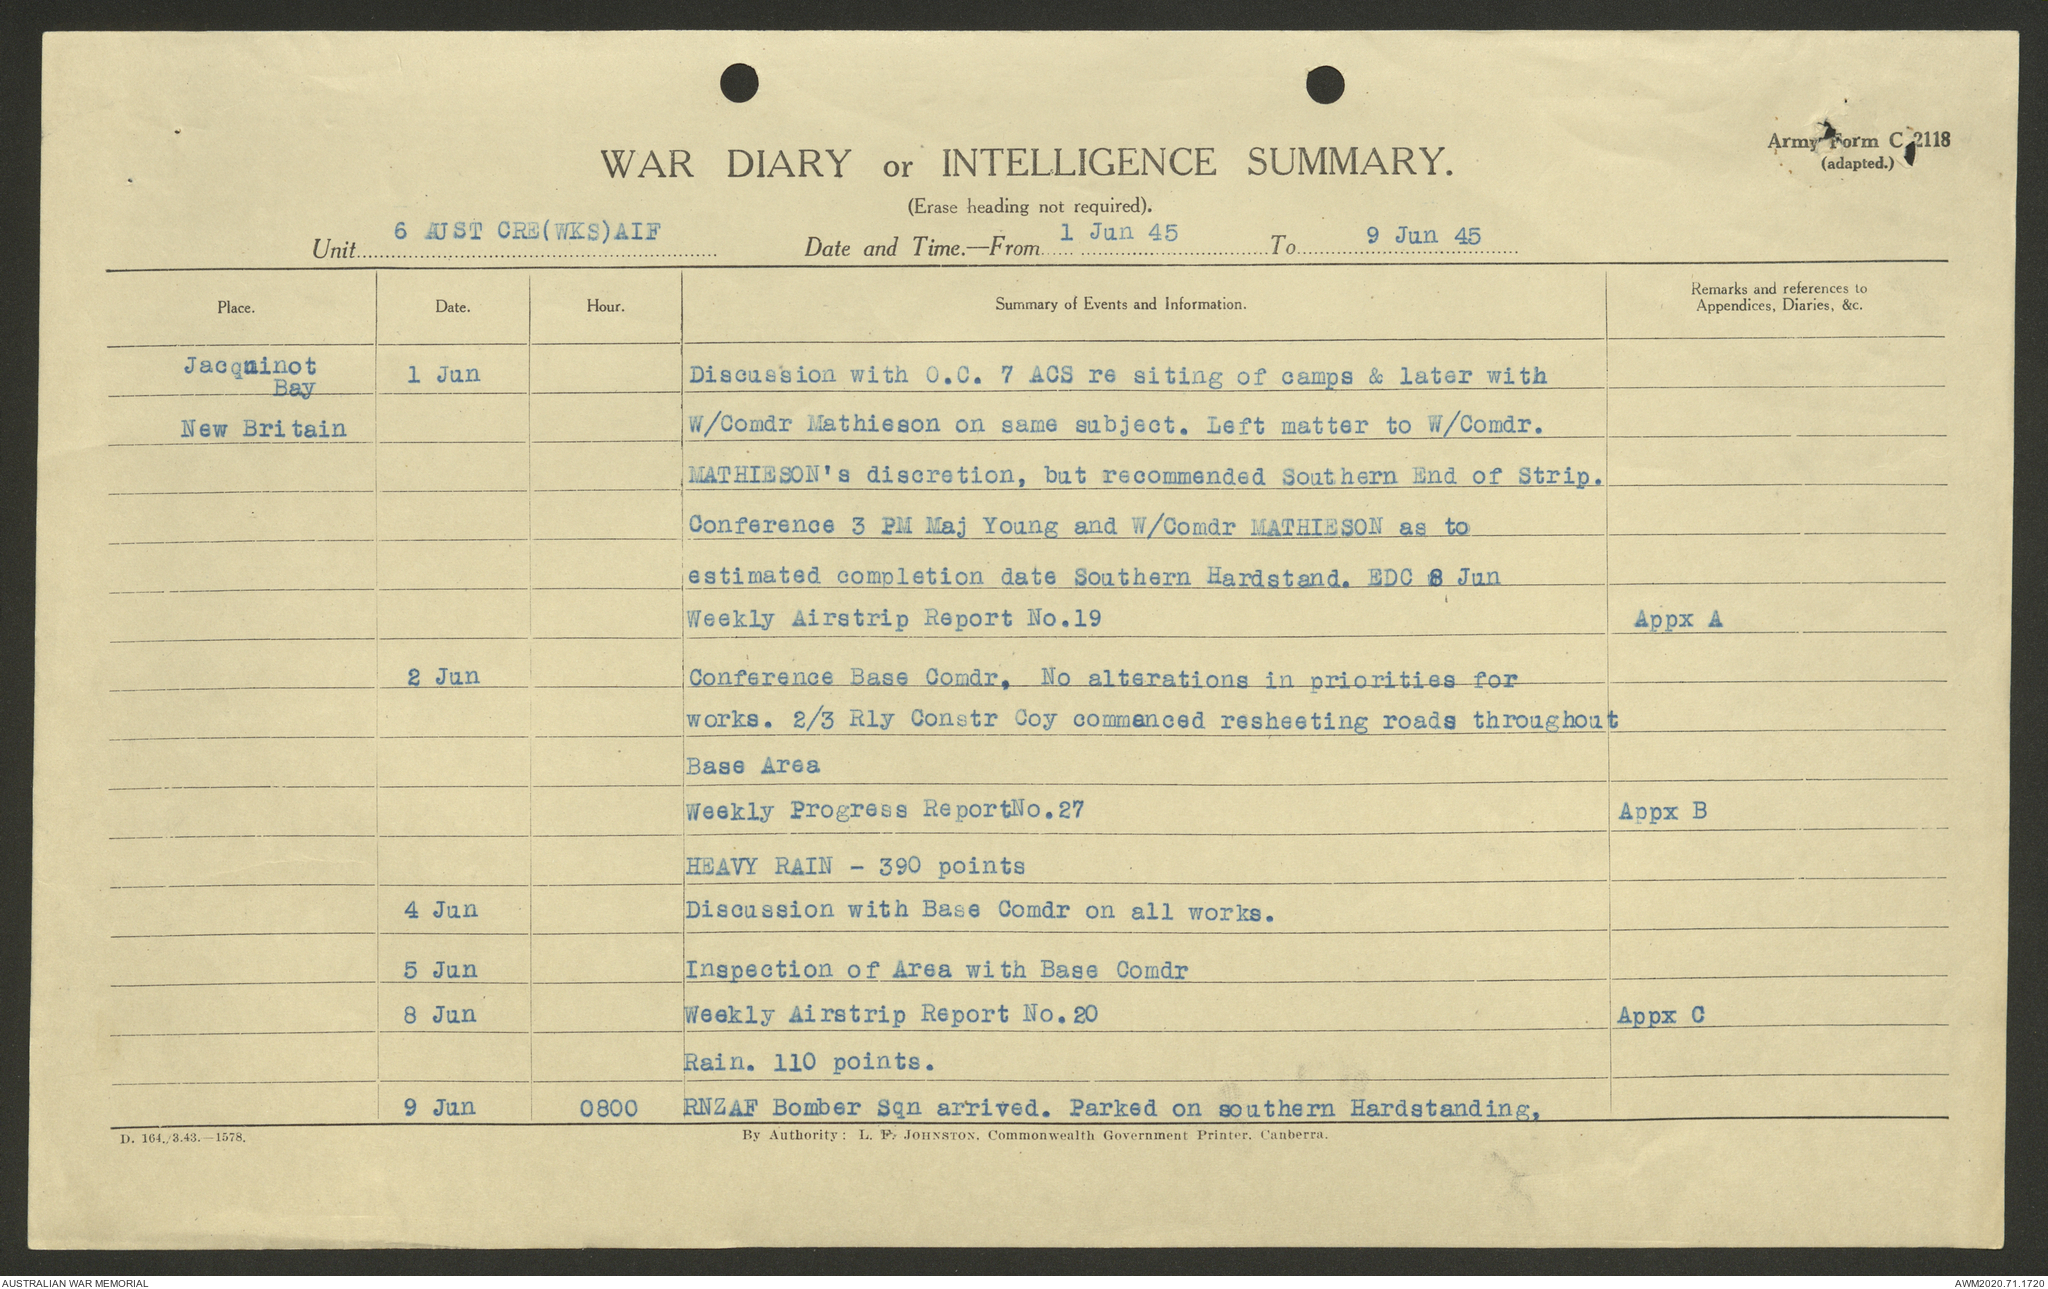 Army Form C 2118
(adapted.)
WAR DIARY or INTELLIGENCE SUMMARY.
(Erase heading not required).
Unit 6 AUST CRE(WKS)AIF Date and Time.—From 1 Jun 45 To 9 Jun 45
Place. Date. Hour. Summary of Events and Information. Remarks and references to
Appendices, Diaries, &c.
Jacquinot 1 Jun Discussion with O.C. 7 ACS re siting of camps & later with
Bay
New Britain W/Comdr Mathieson on same subject. Left matter to W/Comdr.
MATHIESON's discretion, but recommended Southern End of Strip.
Conference 3 PM Maj Young and W/Comdr MATHIESON as to
estimated completion date Southern Hardstand. EDC 8 Jun
Weekly Airstrip Report No.19 Appx A
2 Jun Conference Base Comdr. No alterations in priorities for
works. 2/3 Rly Constr Coy commenced resheeting roads throughout
Base Area
Weekly Progress ReportNo.27 Appx B
HEAVY RAIN - 390 points
4 Jun Discussion with Base Comdr on all works.
5 Jun Inspection of Area with Base Comdr
8 Jun Weekly Airstrip Report No.20 Appx C
Rain. 110 points.
9 Jun 0800 RNZAF Bomber Sqn arrived. Parked on southern Hardstanding,
D. 164./3.43.—1578. By Authority: L. F. JOHNSTON, Commonwealth Government Printer, Canberra.
AUSTRALIAN WAR MEMORIAL AWM2020.71.1720